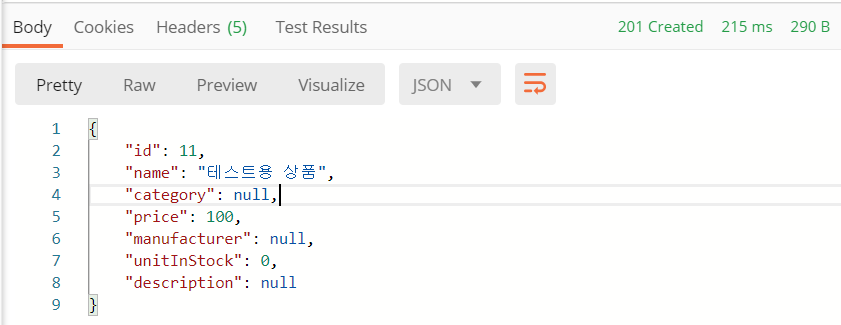 Body Cookies Headers (5) Test Results 201 Created 215 ms 290 B
Pretty Raw Preview Visualize JSON
1 {
2 "id": 11,
3 "name": "테스트용 상품",
4 "category": null,
5 "price": 100,
6 "manufacturer": null,
7 "unitInStock": 0,
8 "description": null
9 }